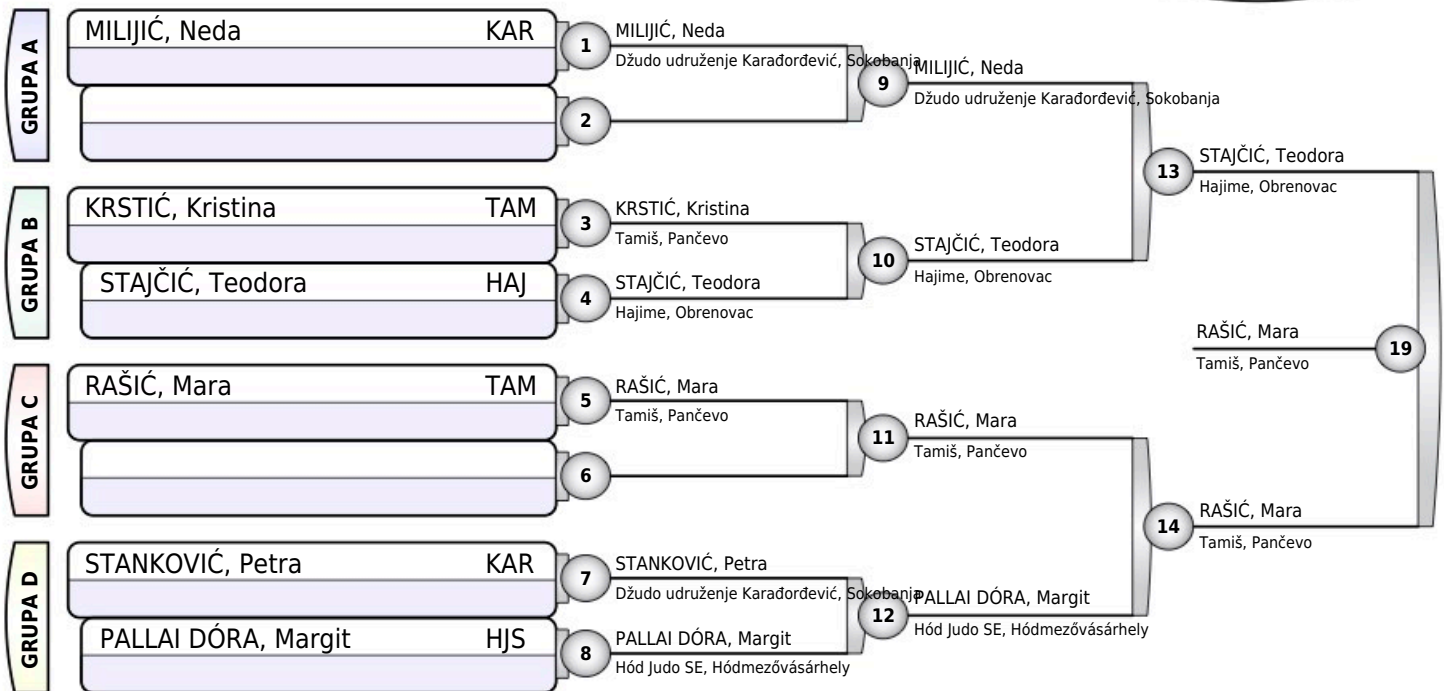 GRUPA A
MILIJIĆ, Neda KAR
1
MILIJIĆ, Neda
Džudo udruženje Karađorđević, Sokobanja
2
9
MILIJIĆ, Neda
Džudo udruženje Karađorđević, Sokobanja
GRUPA B
KRSTIĆ, Kristina TAM
3
KRSTIĆ, Kristina
Tamiš, Pančevo
STAJČIĆ, Teodora HAJ
4
STAJČIĆ, Teodora
Hajime, Obrenovac
10
STAJČIĆ, Teodora
Hajime, Obrenovac
13
STAJČIĆ, Teodora
Hajime, Obrenovac
GRUPA C
RAŠIĆ, Mara TAM
5
RAŠIĆ, Mara
Tamiš, Pančevo
6
11
RAŠIĆ, Mara
Tamiš, Pančevo
GRUPA D
STANKOVIĆ, Petra KAR
7
STANKOVIĆ, Petra
Džudo udruženje Karađorđević, Sokobanja
PALLAI DÓRA, Margit HJS
8
PALLAI DÓRA, Margit
Hód Judo SE, Hódmezővásárhely
12
PALLAI DÓRA, Margit
Hód Judo SE, Hódmezővásárhely
14
RAŠIĆ, Mara
Tamiš, Pančevo
RAŠIĆ, Mara
Tamiš, Pančevo
19